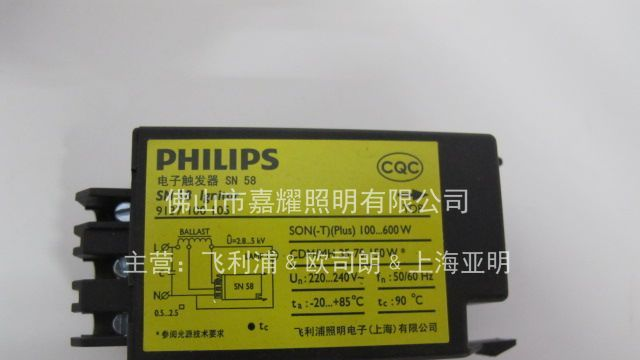 PHILIPS
CQC
电子触发器 SN 58
佛山市嘉耀照明有限公司
SON(-T)(Plus) 100...600 W
BALLAST
Û=2.8...5 kV
主营：飞利浦＆欧司朗＆上海亚明
L
N
SN 58
0.5...2.5
tc
Un: 220...240V~ fn: 50/60 Hz
ta: -20...+85℃ tc: 90 ℃
* 参阅光源技术要求
飞利浦照明电子(上海)有限公司